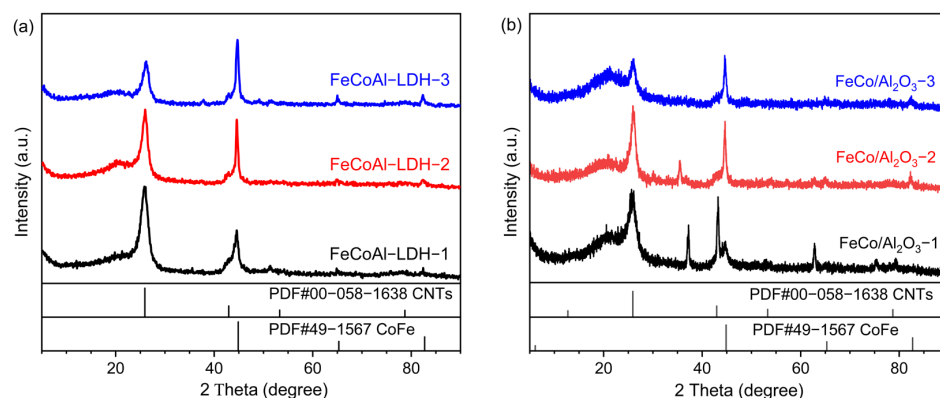 (a)
Intensity (a.u.)
FeCoAl−LDH−3
FeCoAl−LDH−2
FeCoAl−LDH−1
PDF#00−058−1638 CNTs
PDF#49−1567 CoFe
20 40 60 80
2 Theta (degree)
(b)
Intensity (a.u.)
FeCo/Al₂O₃−3
FeCo/Al₂O₃−2
FeCo/Al₂O₃−1
PDF#00−058−1638 CNTs
PDF#49−1567 CoFe
20 40 60 80
2 Theta (degree)